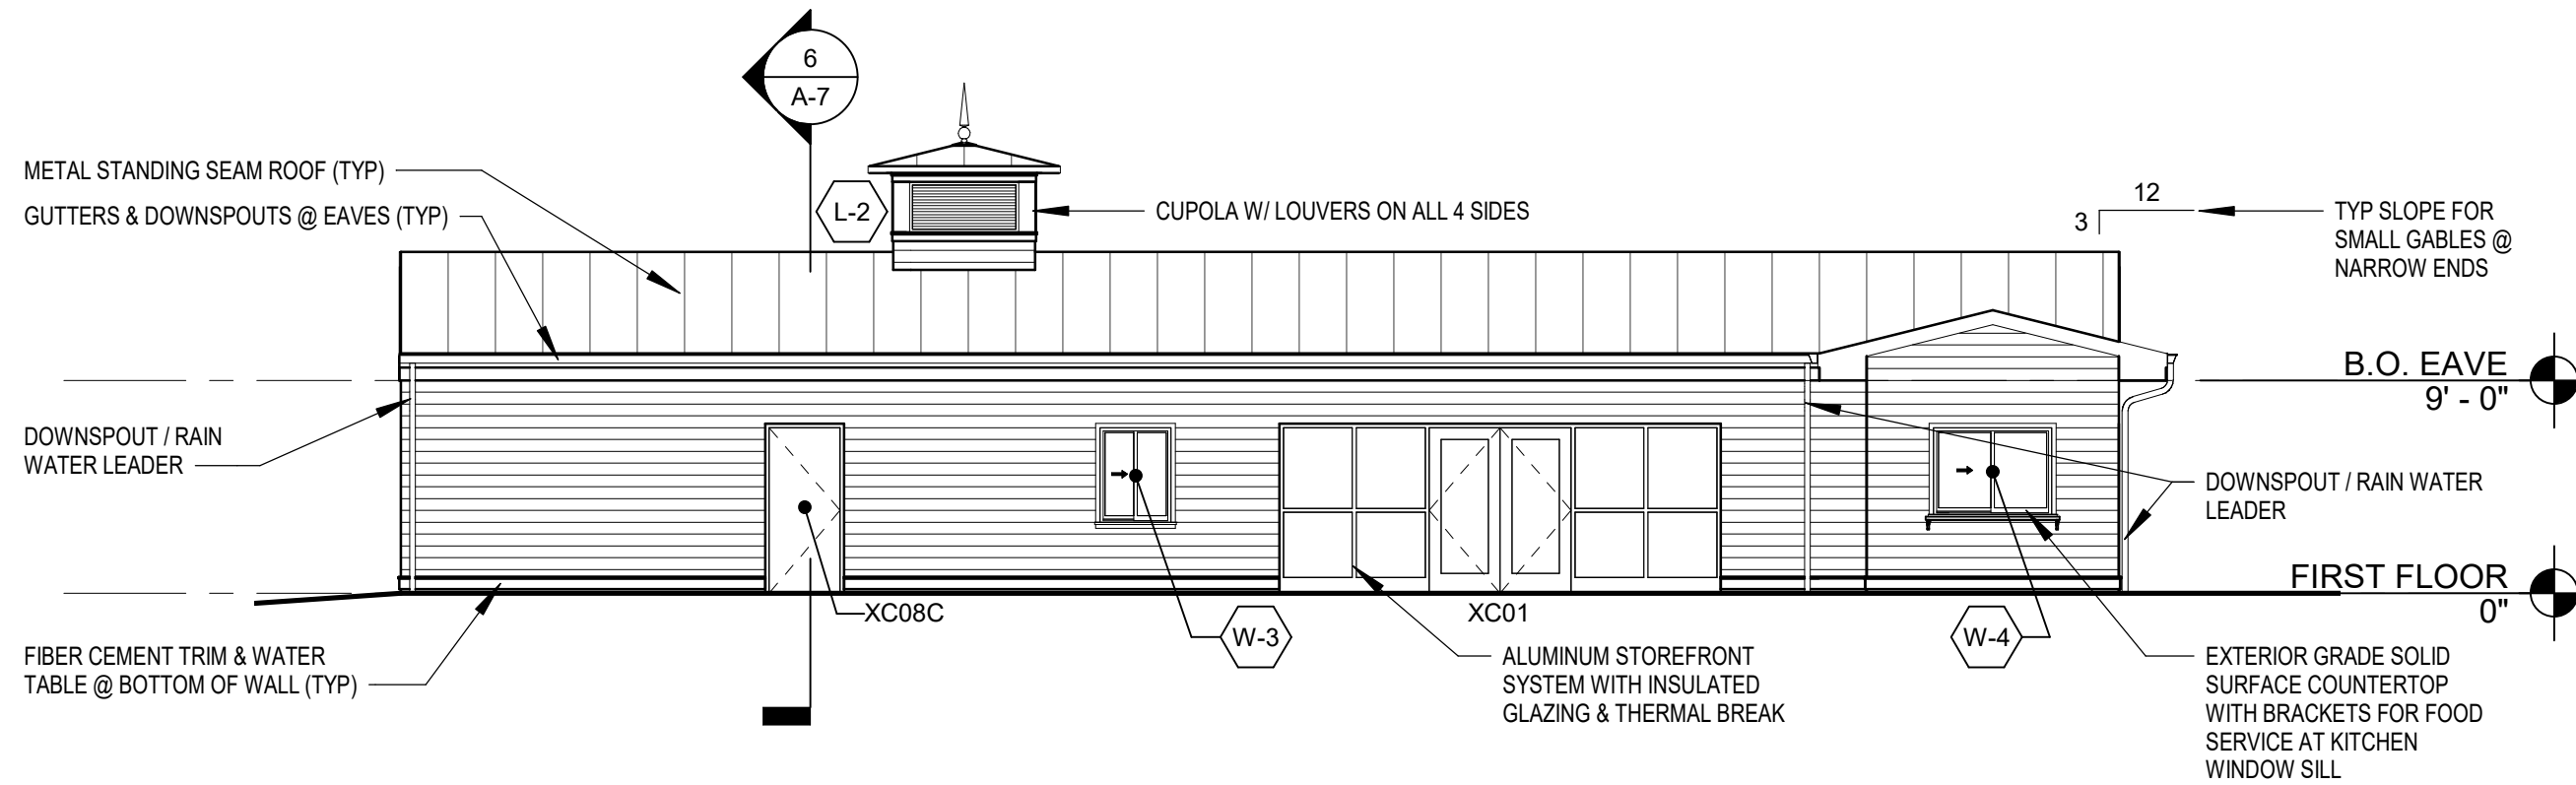 6
A-7
METAL STANDING SEAM ROOF (TYP)
GUTTERS & DOWNSPOUTS @ EAVES (TYP)
L-2
CUPOLA W/ LOUVERS ON ALL 4 SIDES
12
3
TYP SLOPE FOR
SMALL GABLES @
NARROW ENDS
B.O. EAVE
9' - 0"
DOWNSPOUT / RAIN
WATER LEADER
DOWNSPOUT / RAIN WATER
LEADER
FIRST FLOOR
0"
XC08C
XC01
W-3
W-4
FIBER CEMENT TRIM & WATER
TABLE @ BOTTOM OF WALL (TYP)
ALUMINUM STOREFRONT
SYSTEM WITH INSULATED
GLAZING & THERMAL BREAK
EXTERIOR GRADE SOLID
SURFACE COUNTERTOP
WITH BRACKETS FOR FOOD
SERVICE AT KITCHEN
WINDOW SILL